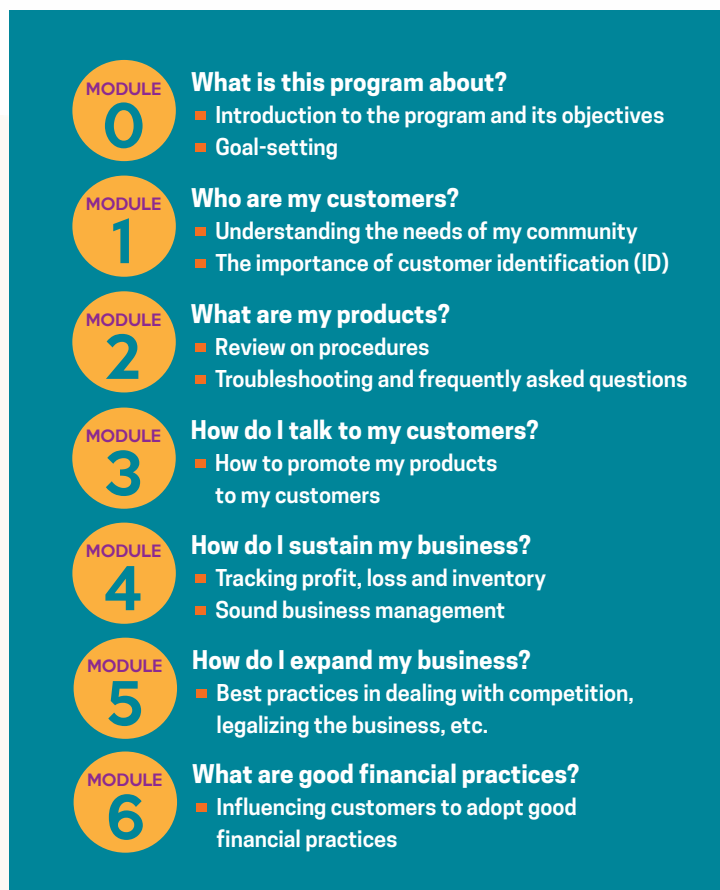 MODULE
0
What is this program about?
Introduction to the program and its objectives
Goal-setting
MODULE
1
Who are my customers?
Understanding the needs of my community
The importance of customer identification (ID)
MODULE
2
What are my products?
Review on procedures
Troubleshooting and frequently asked questions
MODULE
3
How do I talk to my customers?
How to promote my products
to my customers
MODULE
4
How do I sustain my business?
Tracking profit, loss and inventory
Sound business management
MODULE
5
How do I expand my business?
Best practices in dealing with competition,
legalizing the business, etc.
MODULE
6
What are good financial practices?
Influencing customers to adopt good
financial practices